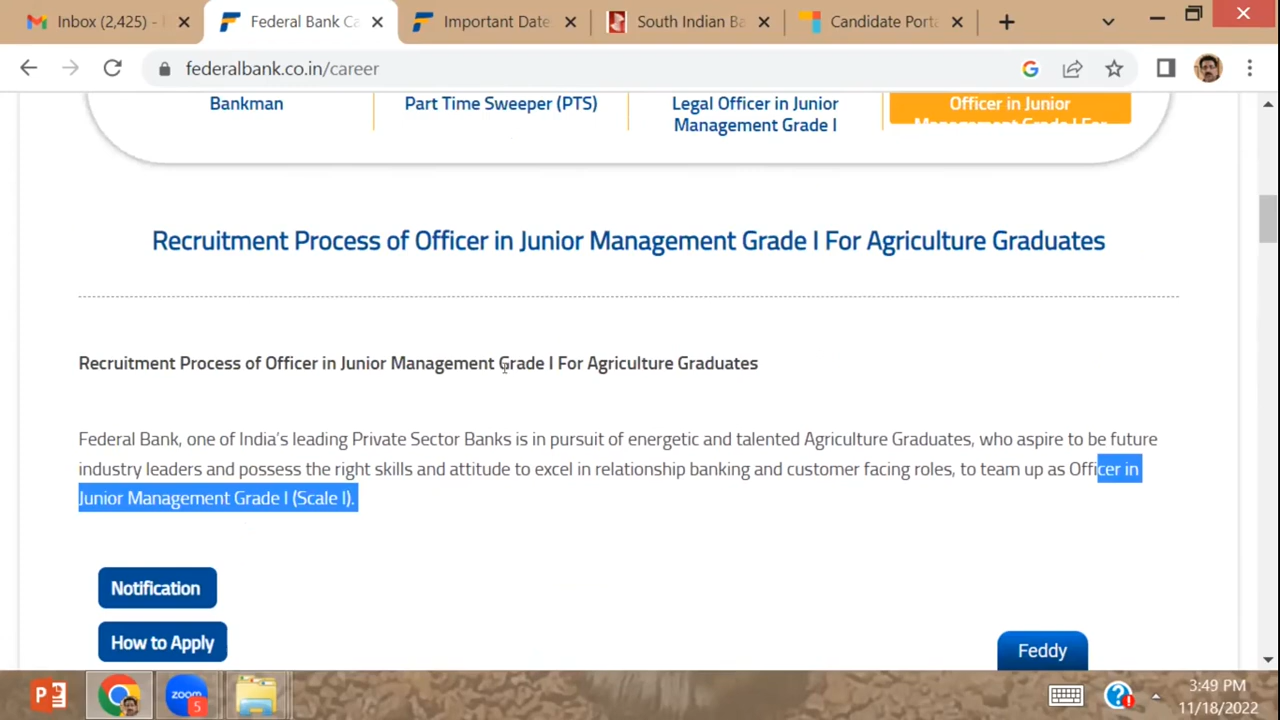 Inbox (2,425) -
Federal Bank Ca
Important Date
South Indian Ba
Candidate Porta
federalbank.co.in/career
Bankman
Part Time Sweeper (PTS)
Legal Officer in Junior
Management Grade I
Officer in Junior
Management Grade I For
Recruitment Process of Officer in Junior Management Grade I For Agriculture Graduates
Recruitment Process of Officer in Junior Management Grade I For Agriculture Graduates
Federal Bank, one of India's leading Private Sector Banks is in pursuit of energetic and talented Agriculture Graduates, who aspire to be future
industry leaders and possess the right skills and attitude to excel in relationship banking and customer facing roles, to team up as Officer in
Junior Management Grade I (Scale I).
Notification
How to Apply
Feddy
zoom
5
3:49 PM
11/18/2022